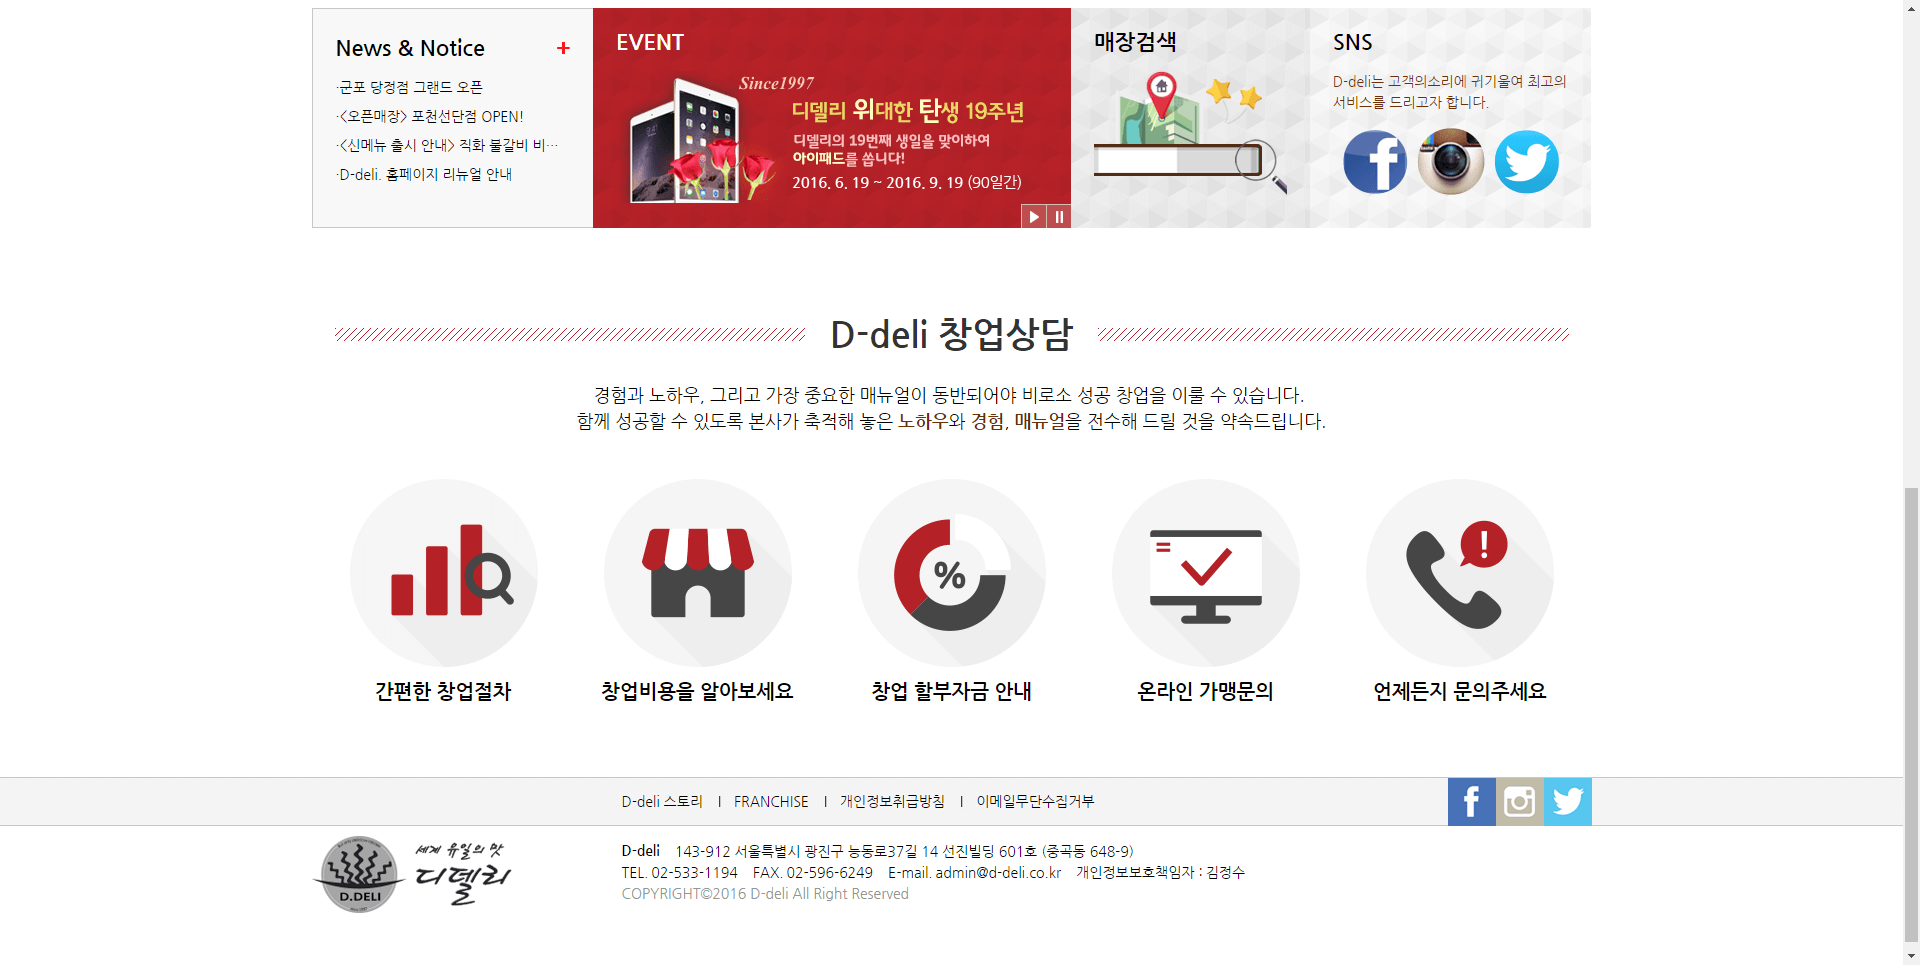 News & Notice
·군포 당정점 그랜드 오픈
·<오픈매장> 포천선단점 OPEN!
·<신메뉴 출시 안내> 직화 불갈비 비…
·D-deli. 홈페이지 리뉴얼 안내
EVENT
Since1997
디델리 위대한 탄생 19주년
디델리의 19번째 생일을 맞이하여
아이패드를 쏩니다!
2016. 6. 19 ~ 2016. 9. 19 (90일간)
매장검색
SNS
D-deli는 고객의소리에 귀기울여 최고의
서비스를 드리고자 합니다.
D-deli 창업상담
경험과 노하우, 그리고 가장 중요한 매뉴얼이 동반되어야 비로소 성공 창업을 이룰 수 있습니다.
함께 성공할 수 있도록 본사가 축적해 놓은 노하우와 경험, 매뉴얼을 전수해 드릴 것을 약속드립니다.
%
!
간편한 창업절차
창업비용을 알아보세요
창업 할부자금 안내
온라인 가맹문의
언제든지 문의주세요
D-deli 스토리 | FRANCHISE | 개인정보취급방침 | 이메일무단수집거부
D.DELI
세계 유일의 맛
디델리
D-deli 143-912 서울특별시 광진구 능동로37길 14 선진빌딩 601호 (중곡동 648-9)
TEL. 02-533-1194 FAX. 02-596-6249 E-mail. admin@d-deli.co.kr 개인정보보호책임자 : 김정수
COPYRIGHT©2016 D-deli All Right Reserved